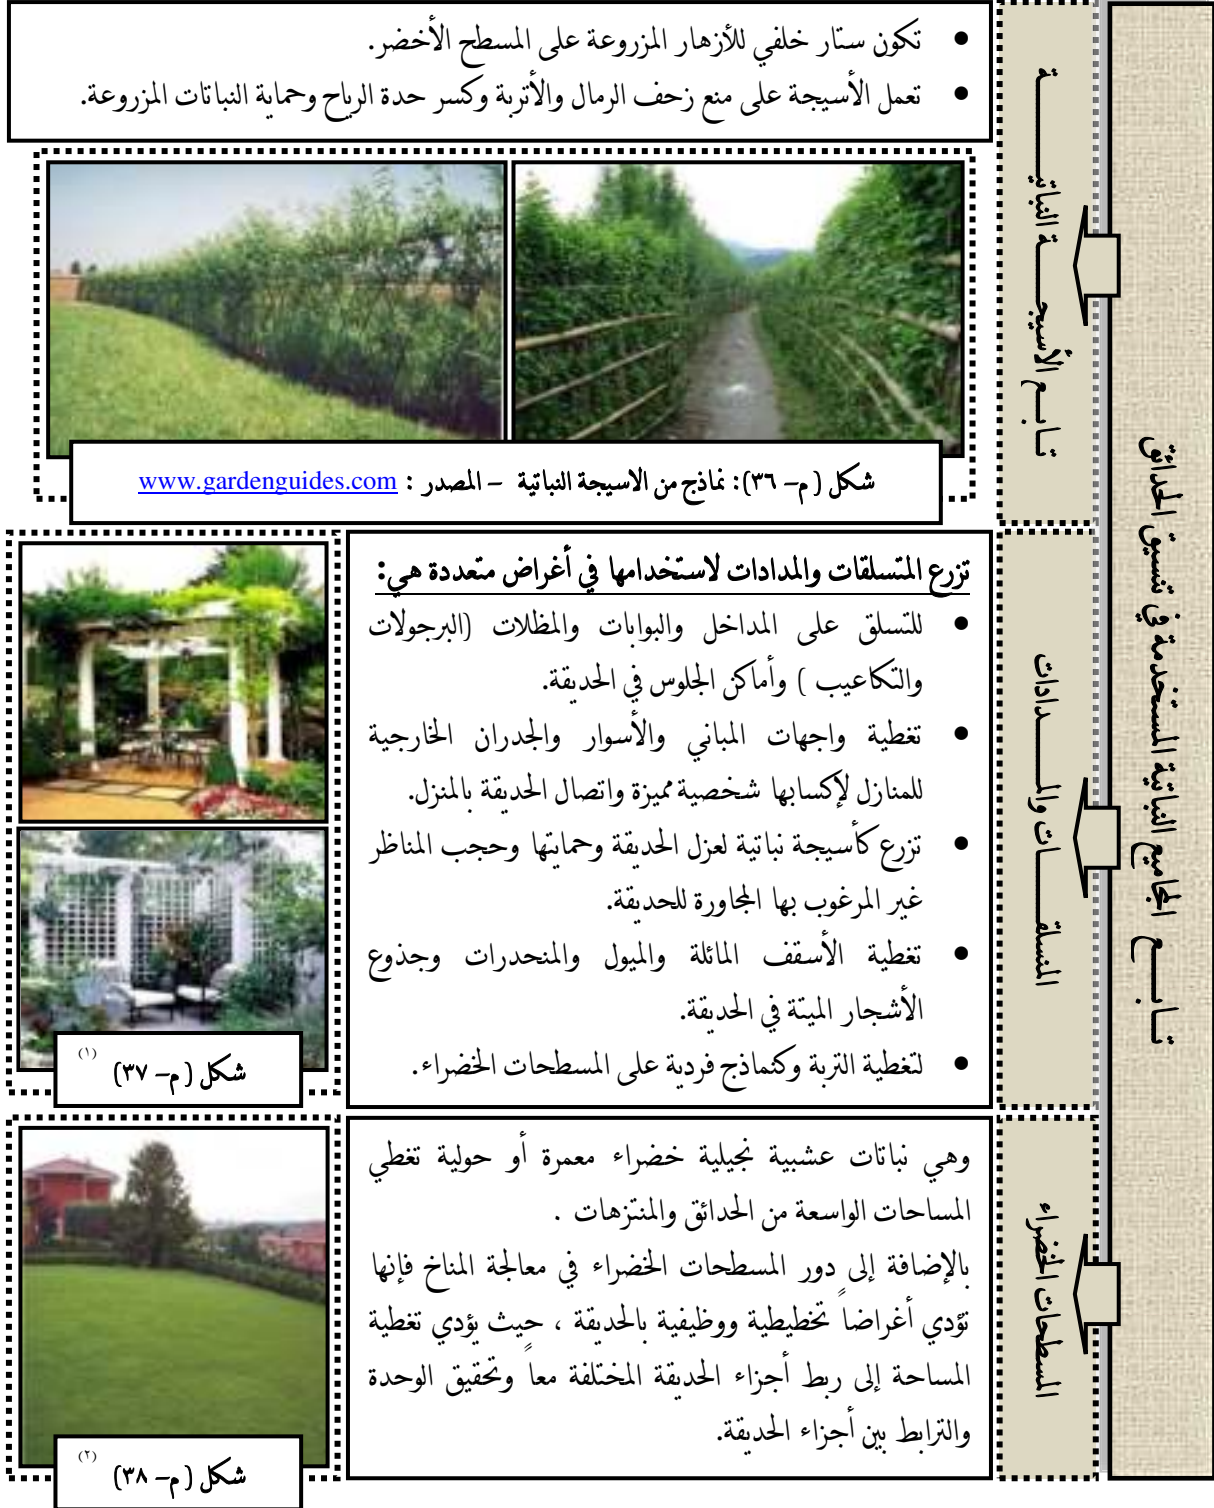 تـــابـــــــع المجاميع النباتية المستخدمة في تنسيق الحدائق
تـــابـــع الأسيجـــــــــة النباتيـــــــــــــة
تكون ستار خلفي للأزهار المزروعة على المسطح الأخضر.
تعمل الأسيجة على منع زحف الرمال والأتربة وكسر حدة الرياح وحماية النباتات المزروعة.
شكل ( م– ٣٦): نماذج من الاسيجة النباتية – المصدر : www.gardenguides.com
المتسلقـــــــــات والمـــــــــدادات
تزرع المتسلقات والمدادات لاستخدامها في أغراض متعددة هي:
للتسلق على المداخل والبوابات والمظلات (البرجولات
والتكاعيب ) وأماكن الجلوس في الحديقة.
تغطية واجهات المباني والأسوار والجدران الخارجية
للمنازل لإكسابها شخصية مميزة واتصال الحديقة بالمنزل.
تزرع كأسيجة نباتية لعزل الحديقة وحمايتها وحجب المناظر
غير المرغوب بها المجاورة للحديقة.
تغطية الأسقف المائلة والميول والمنحدرات وجذوع
الأشجار الميتة في الحديقة.
لتغطية التربة وكنماذج فردية على المسطحات الخضراء.
شكل ( م– ٣٧) (١)
المسطحات الخضراء
وهي نباتات عشبية نجيلية خضراء معمرة أو حولية تغطي
المساحات الواسعة من الحدائق والمنتزهات .
بالإضافة إلى دور المسطحات الخضراء في معالجة المناخ فإنها
تؤدي أغراضاً تخطيطية ووظيفية بالحديقة ، حيث يؤدي تغطية
المساحة إلى ربط أجزاء الحديقة المختلفة معاً وتحقيق الوحدة
والترابط بين أجزاء الحديقة.
شكل ( م– ٣٨) (٢)